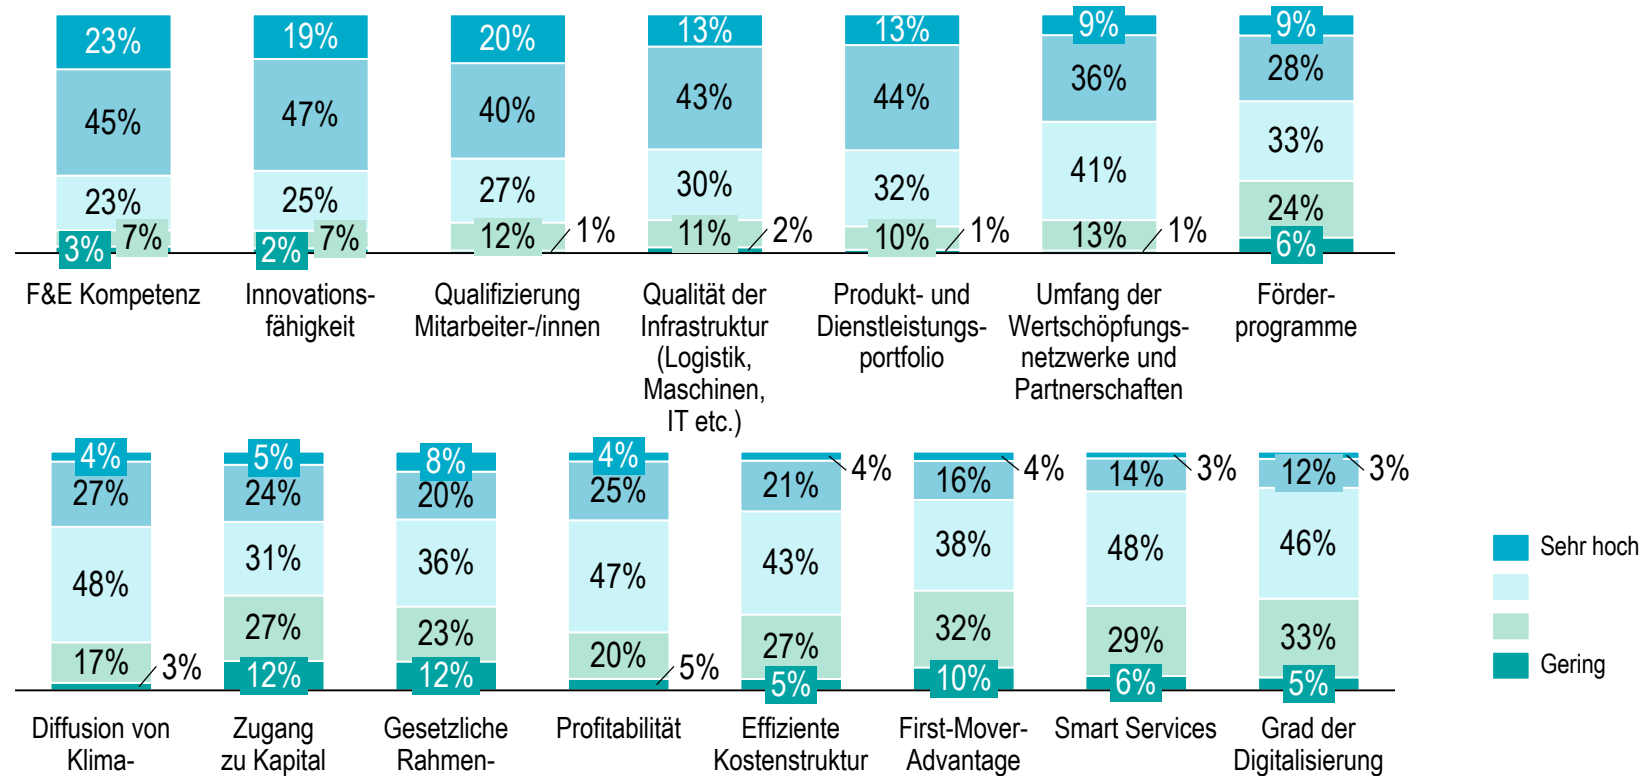 23% 19% 20% 13% 13% 9% 9%
45% 47% 40% 43% 44% 36% 28%
23% 25% 27% 30% 32% 41% 33%
7% 7% 12% 11% 10% 13% 24%
3% 2% 1% 2% 1% 1% 6%
F&E Kompetenz
Innovations-
fähigkeit
Qualifizierung
Mitarbeiter-/innen
Qualität der
Infrastruktur
(Logistik,
Maschinen,
IT etc.)
Produkt- und
Dienstleistungs-
portfolio
Umfang der
Wertschöpfungs-
netzwerke und
Partnerschaften
Förder-
programme
4% 5% 8% 4% 4% 4% 3% 3%
27% 24% 20% 25% 21% 16% 14% 12%
48% 31% 36% 47% 43% 38% 48% 46%
17% 27% 23% 20% 27% 32% 29% 33%
3% 12% 12% 5% 5% 10% 6% 5%
Diffusion von
Klima-
Zugang
zu Kapital
Gesetzliche
Rahmen-
Profitabilität
Effiziente
Kostenstruktur
First-Mover-
Advantage
Smart Services
Grad der
Digitalisierung
Sehr hoch
Gering